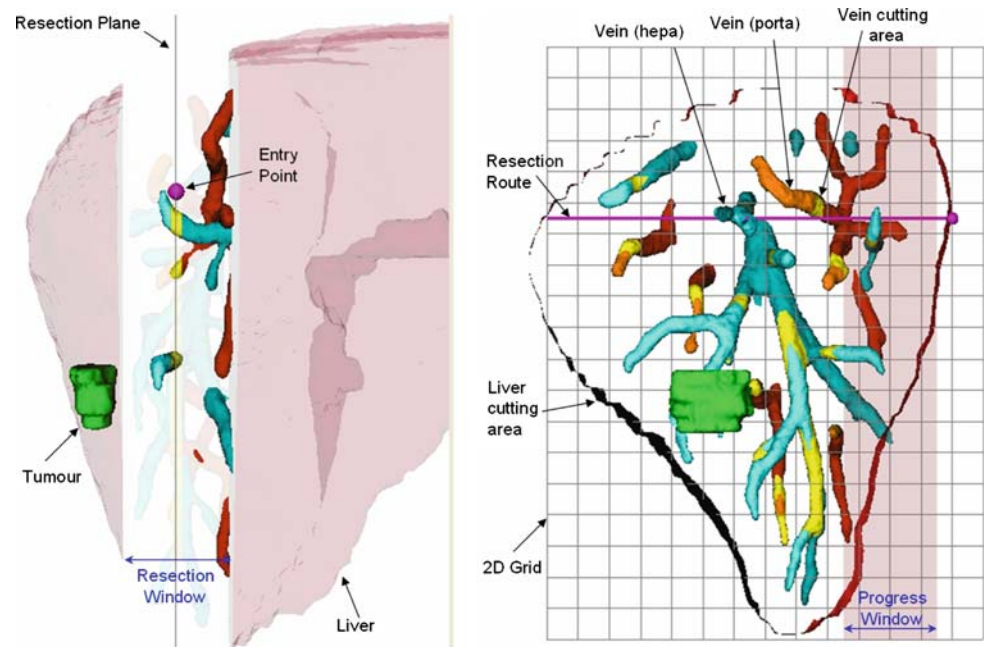 Resection Plane
Entry
Point
Tumour
Resection
Window
Liver
Vein (hepa)
Vein (porta)
Vein cutting
area
Resection
Route
Liver
cutting
area
2D Grid
Progress
Window